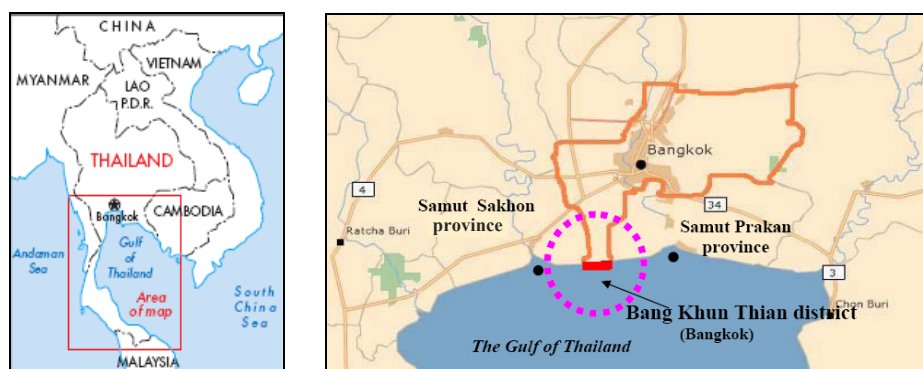 CHINA
MYANMAR
VIETNAM
LAO
P.D.R.
THAILAND
Bangkok
CAMBODIA
Andaman
Sea
Gulf
of
Thailand
Area
of map
South
China
Sea
MALAYSIA
Bangkok
4
34
Samut Sakhon
province
Samut Prakan
province
Ratcha Buri
3
Chon Buri
Bang Khun Thian district
(Bangkok)
The Gulf of Thailand